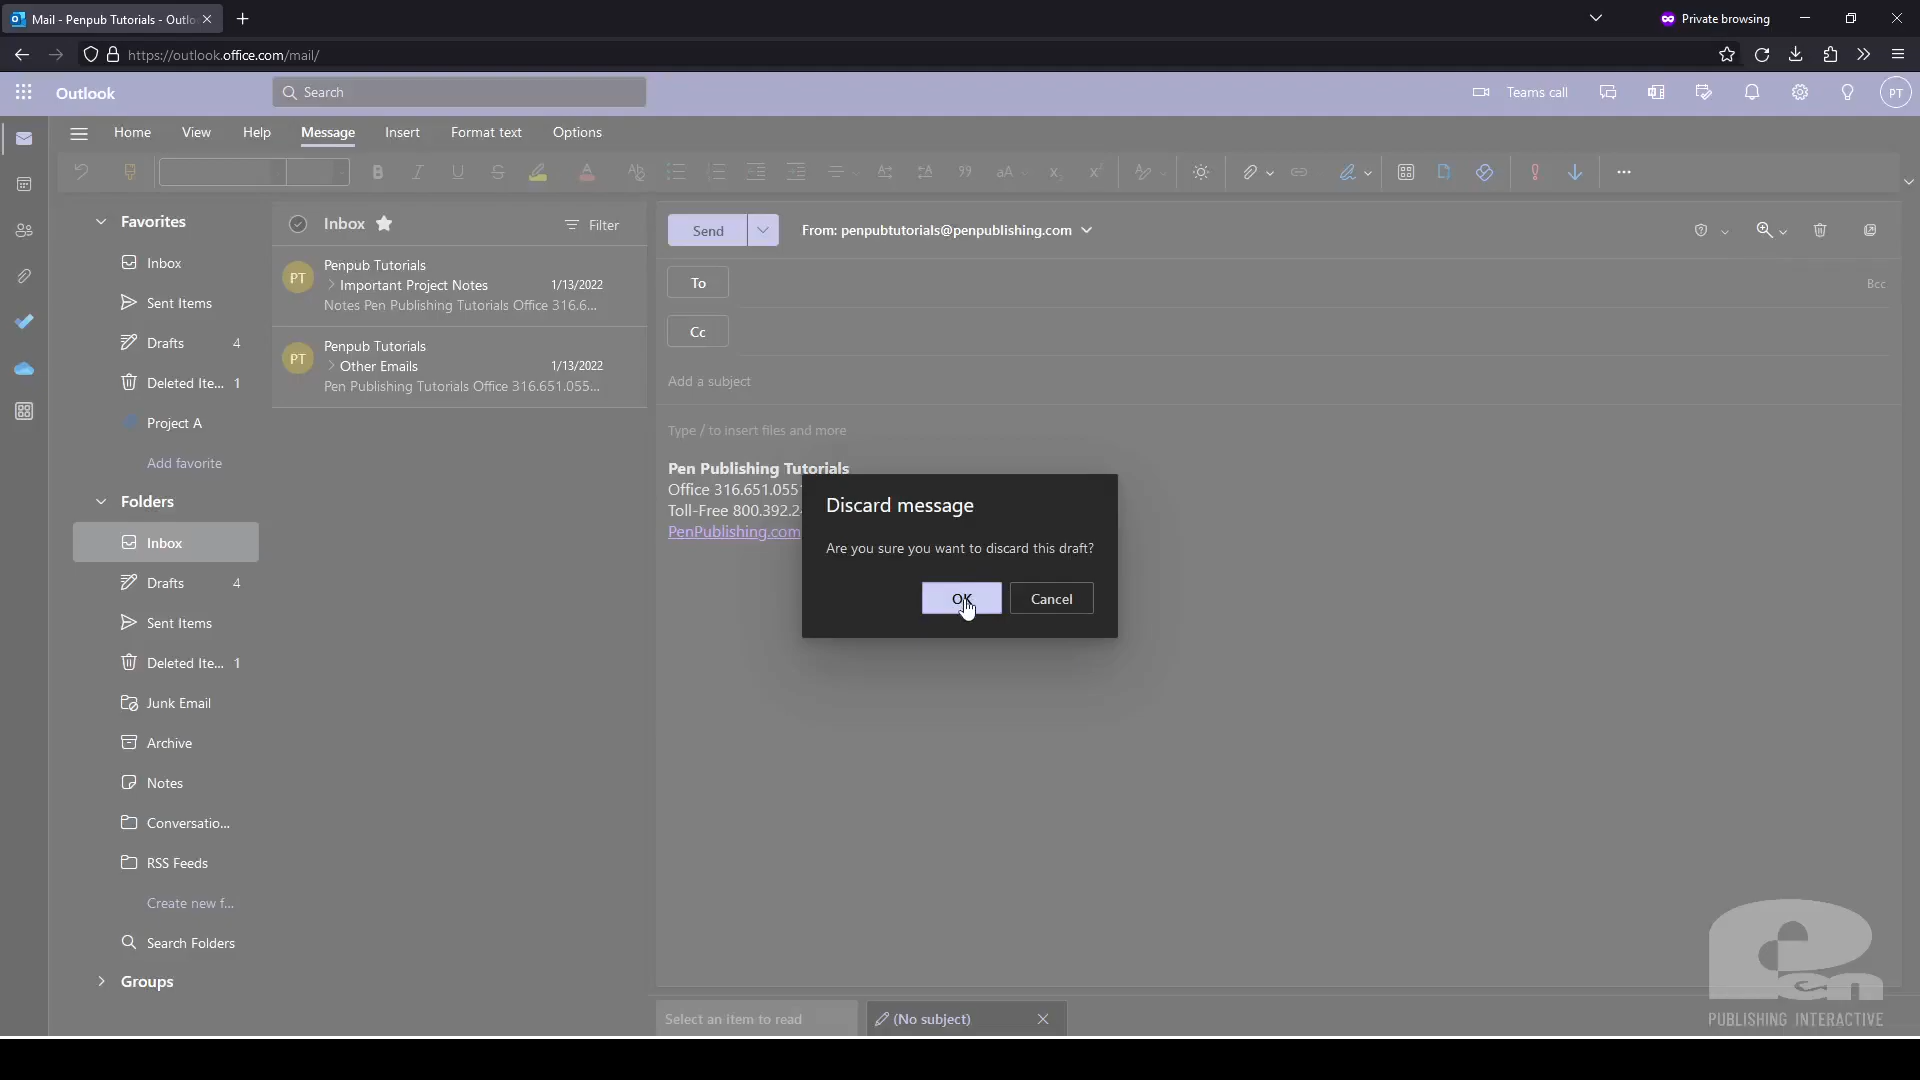 Mail - Penpub Tutorials - Outlo
Private browsing
https://outlook.office.com/mail/
Outlook
Search
Teams call
PT
Home View Help Message Insert Format text Options
Favorites
Inbox
Sent Items
Drafts 4
Deleted Ite... 1
Project A
Add favorite
Folders
Inbox
Drafts 4
Sent Items
Deleted Ite... 1
Junk Email
Archive
Notes
Conversatio...
RSS Feeds
Create new f...
Search Folders
Groups
Inbox
Filter
PT
Penpub Tutorials
Important Project Notes 1/13/2022
Notes Pen Publishing Tutorials Office 316.6...
PT
Penpub Tutorials
Other Emails 1/13/2022
Pen Publishing Tutorials Office 316.651.055...
Send
From: penpubtutorials@penpublishing.com
To
Bcc
Cc
Add a subject
Type / to insert files and more
Pen Publishing Tutorials
Office 316.651.055
Toll-Free 800.392.2
PenPublishing.com
Discard message
Are you sure you want to discard this draft?
OK
Cancel
Select an item to read
(No subject)
Pen
PUBLISHING INTERACTIVE